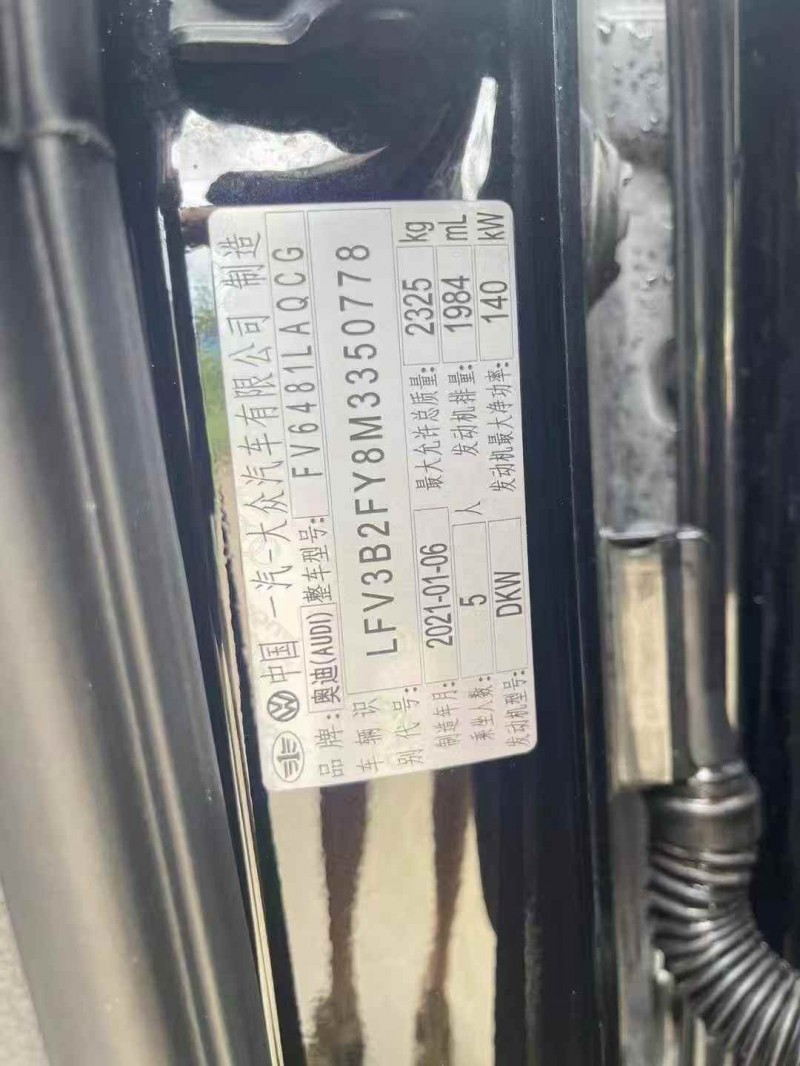 中国 一汽-大众汽车有限公司 制造
品牌: 奥迪(AUDI) 整车型号: FV6481LAQCG
车辆识别代号: LFV3B2FY8M3350778
制造年月: 2021-01-06 最大允许总质量: 2325 kg
乘坐人数: 5 人 发动机排量: 1984 mL
发动机型号: DKW 发动机最大净功率: 140 kW